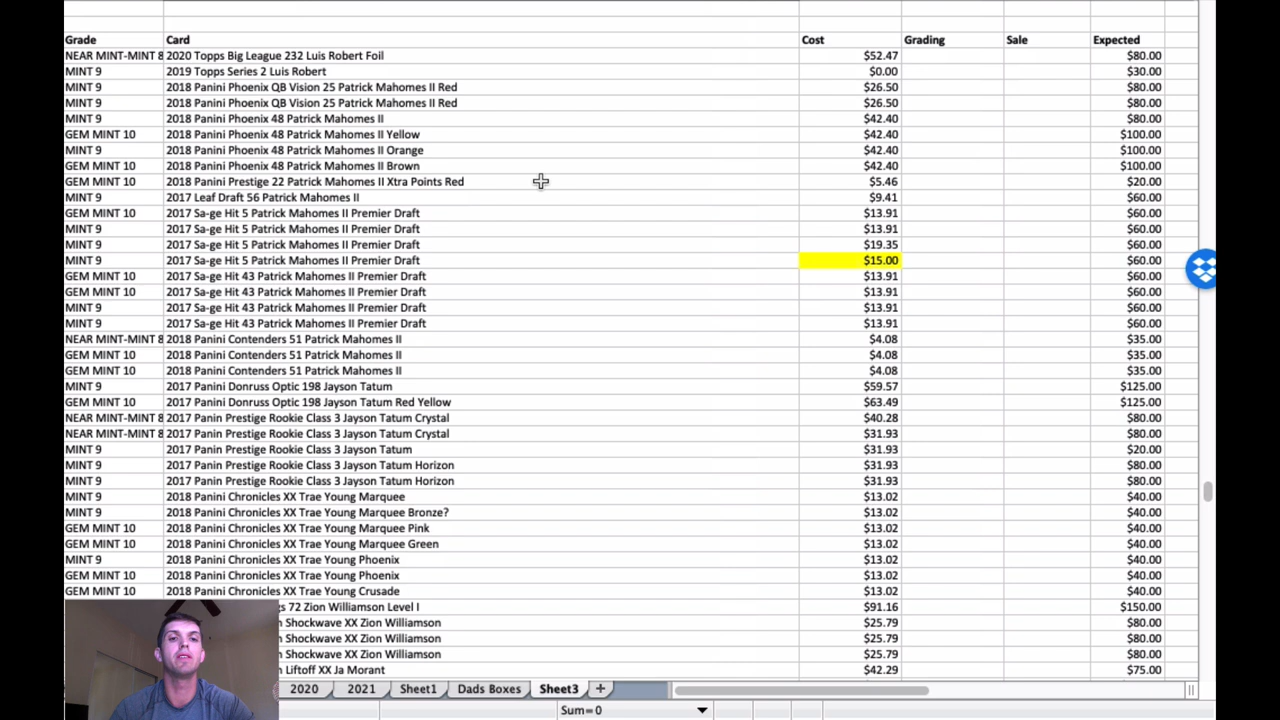 Grade Card Cost Grading Sale Expected
NEAR MINT-MINT 8 2020 Topps Big League 232 Luis Robert Foil $52.47 $80.00
MINT 9 2019 Topps Series 2 Luis Robert $0.00 $30.00
MINT 9 2018 Panini Phoenix QB Vision 25 Patrick Mahomes II Red $26.50 $80.00
MINT 9 2018 Panini Phoenix QB Vision 25 Patrick Mahomes II Red $26.50 $80.00
MINT 9 2018 Panini Phoenix 48 Patrick Mahomes II $42.40 $80.00
GEM MINT 10 2018 Panini Phoenix 48 Patrick Mahomes II Yellow $42.40 $100.00
MINT 9 2018 Panini Phoenix 48 Patrick Mahomes II Orange $42.40 $100.00
GEM MINT 10 2018 Panini Phoenix 48 Patrick Mahomes II Brown $42.40 $100.00
GEM MINT 10 2018 Panini Prestige 22 Patrick Mahomes II Xtra Points Red $5.46 $20.00
MINT 9 2017 Leaf Draft 56 Patrick Mahomes II $9.41 $60.00
GEM MINT 10 2017 Sa-ge Hit 5 Patrick Mahomes II Premier Draft $13.91 $60.00
MINT 9 2017 Sa-ge Hit 5 Patrick Mahomes II Premier Draft $13.91 $60.00
MINT 9 2017 Sa-ge Hit 5 Patrick Mahomes II Premier Draft $19.35 $60.00
MINT 9 2017 Sa-ge Hit 5 Patrick Mahomes II Premier Draft $15.00 $60.00
GEM MINT 10 2017 Sa-ge Hit 43 Patrick Mahomes II Premier Draft $13.91 $60.00
GEM MINT 10 2017 Sa-ge Hit 43 Patrick Mahomes II Premier Draft $13.91 $60.00
MINT 9 2017 Sa-ge Hit 43 Patrick Mahomes II Premier Draft $13.91 $60.00
MINT 9 2017 Sa-ge Hit 43 Patrick Mahomes II Premier Draft $13.91 $60.00
NEAR MINT-MINT 8 2018 Panini Contenders 51 Patrick Mahomes II $4.08 $35.00
GEM MINT 10 2018 Panini Contenders 51 Patrick Mahomes II $4.08 $35.00
GEM MINT 10 2018 Panini Contenders 51 Patrick Mahomes II $4.08 $35.00
MINT 9 2017 Panini Donruss Optic 198 Jayson Tatum $59.57 $125.00
GEM MINT 10 2017 Panini Donruss Optic 198 Jayson Tatum Red Yellow $63.49 $125.00
NEAR MINT-MINT 8 2017 Panin Prestige Rookie Class 3 Jayson Tatum Crystal $40.28 $80.00
NEAR MINT-MINT 8 2017 Panin Prestige Rookie Class 3 Jayson Tatum Crystal $31.93 $80.00
MINT 9 2017 Panin Prestige Rookie Class 3 Jayson Tatum $31.93 $20.00
MINT 9 2017 Panin Prestige Rookie Class 3 Jayson Tatum Horizon $31.93 $80.00
MINT 9 2017 Panin Prestige Rookie Class 3 Jayson Tatum Horizon $31.93 $80.00
MINT 9 2018 Panini Chronicles XX Trae Young Marquee $13.02 $40.00
MINT 9 2018 Panini Chronicles XX Trae Young Marquee Bronze? $13.02 $40.00
GEM MINT 10 2018 Panini Chronicles XX Trae Young Marquee Pink $13.02 $40.00
GEM MINT 10 2018 Panini Chronicles XX Trae Young Marquee Green $13.02 $40.00
MINT 9 2018 Panini Chronicles XX Trae Young Phoenix $13.02 $40.00
GEM MINT 10 2018 Panini Chronicles XX Trae Young Phoenix $13.02 $40.00
GEM MINT 10 2018 Panini Chronicles XX Trae Young Crusade $13.02 $40.00
72 Zion Williamson Level I $91.16 $150.00
Shockwave XX Zion Williamson $25.79 $80.00
Shockwave XX Zion Williamson $25.79 $80.00
Shockwave XX Zion Williamson $25.79 $80.00
Liftoff XX Ja Morant $42.29 $75.00
2020 2021 Sheet1 Dads Boxes Sheet3 +
Sum=0